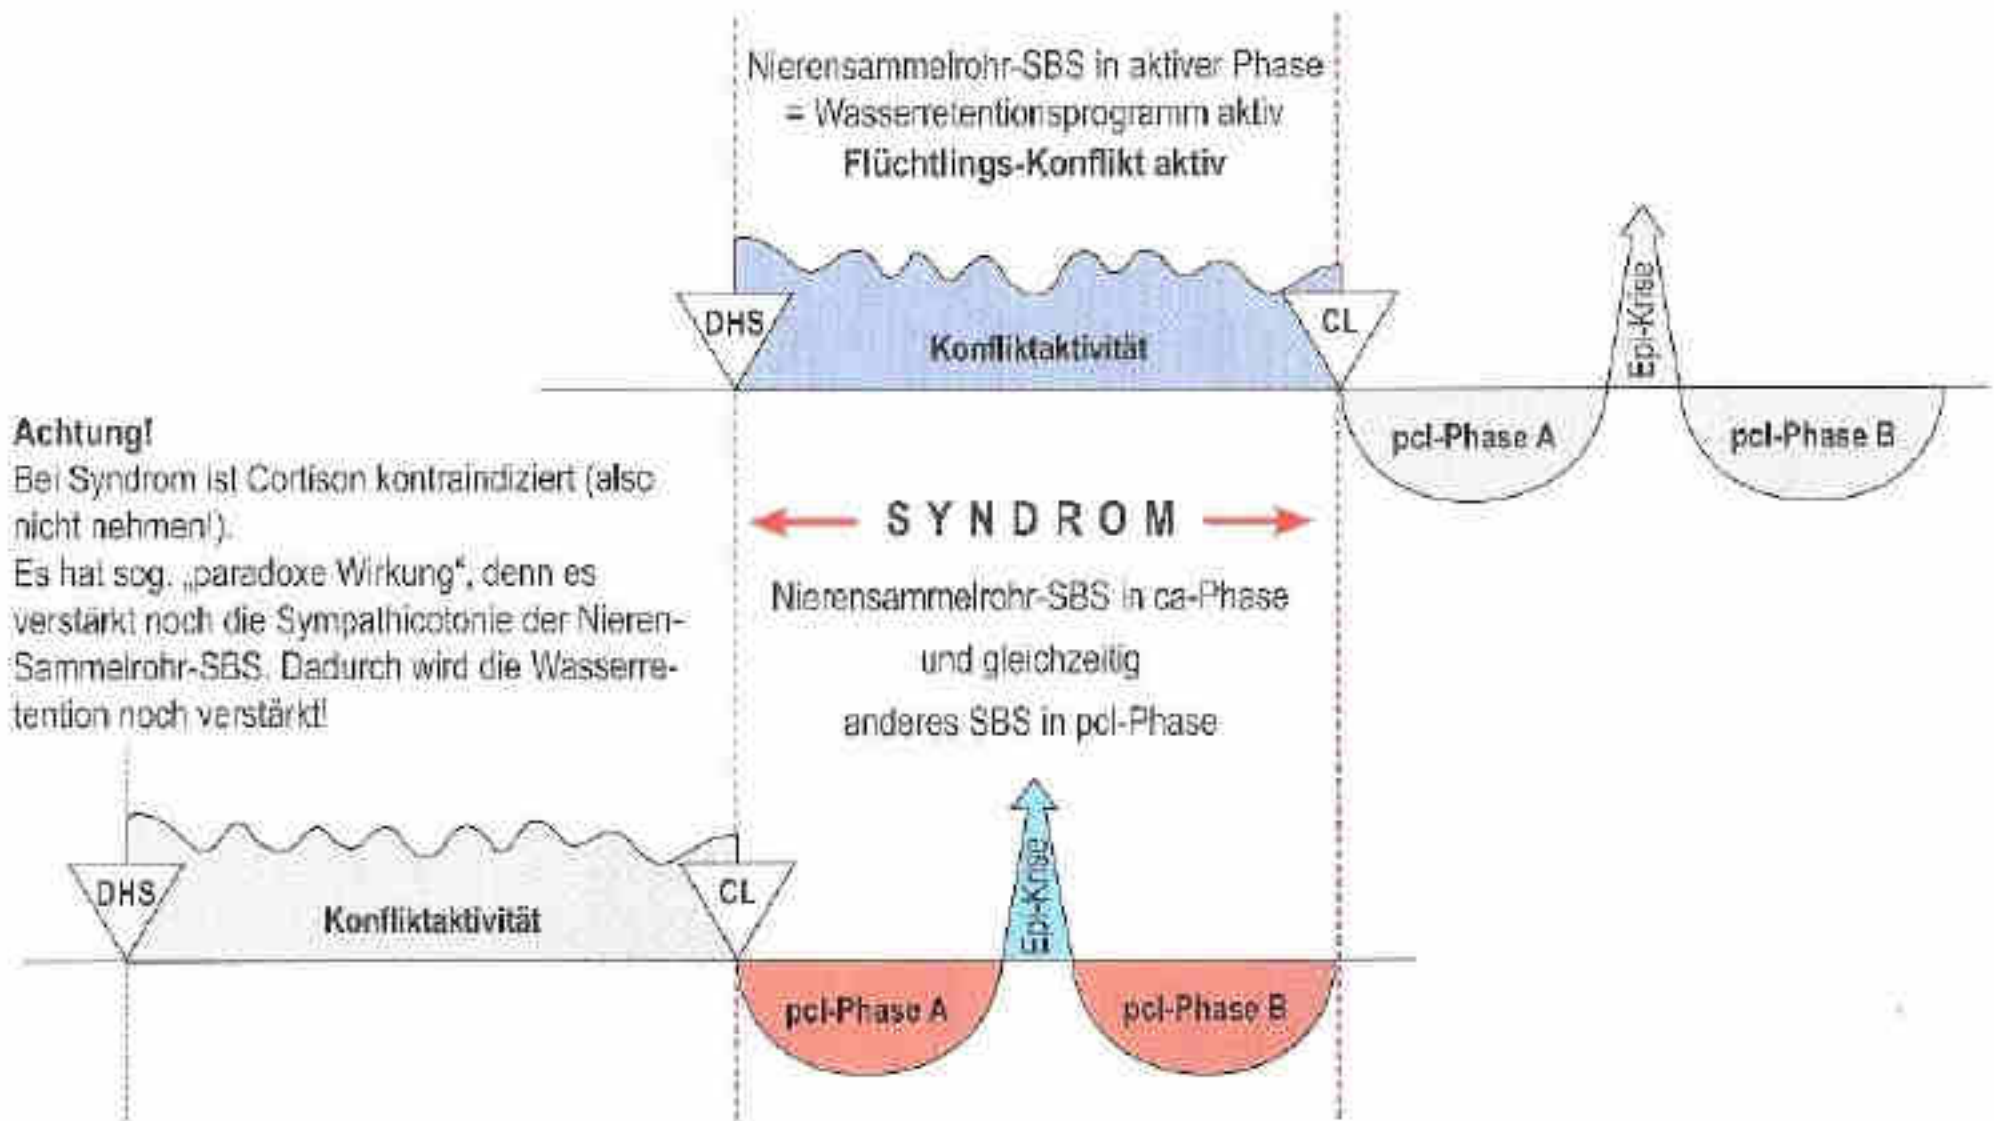 Nierensammelrohr-SBS in aktiver Phase
= Wasserretentionsprogramm aktiv
Flüchtlings-Konflikt aktiv
DHS
Konfliktaktivität
CL
Epi-Krise
pcl-Phase A
pcl-Phase B
Achtung!
Bei Syndrom ist Cortison kontraindiziert (also
nicht nehmen!).
Es hat sog. „paradoxe Wirkung“, denn es
verstärkt noch die Sympathicotonie der Nieren-
Sammelrohr-SBS. Dadurch wird die Wasserre-
tention noch verstärkt!
SYNDROM
Nierensammelrohr-SBS in ca-Phase
und gleichzeitig
anderes SBS in pcl-Phase
DHS
Konfliktaktivität
CL
Epi-Krise
pcl-Phase A
pcl-Phase B